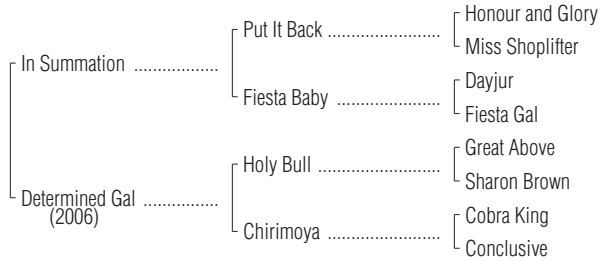 Honour and Glory
Put It Back ....................
Miss Shoplifter
In Summation ...............
Dayjur
Fiesta Baby ..................
Fiesta Gal
Great Above
Holy Bull .....................
Sharon Brown
Determined Gal .............
(2006)
Cobra King
Chirimoya .....................
Conclusive